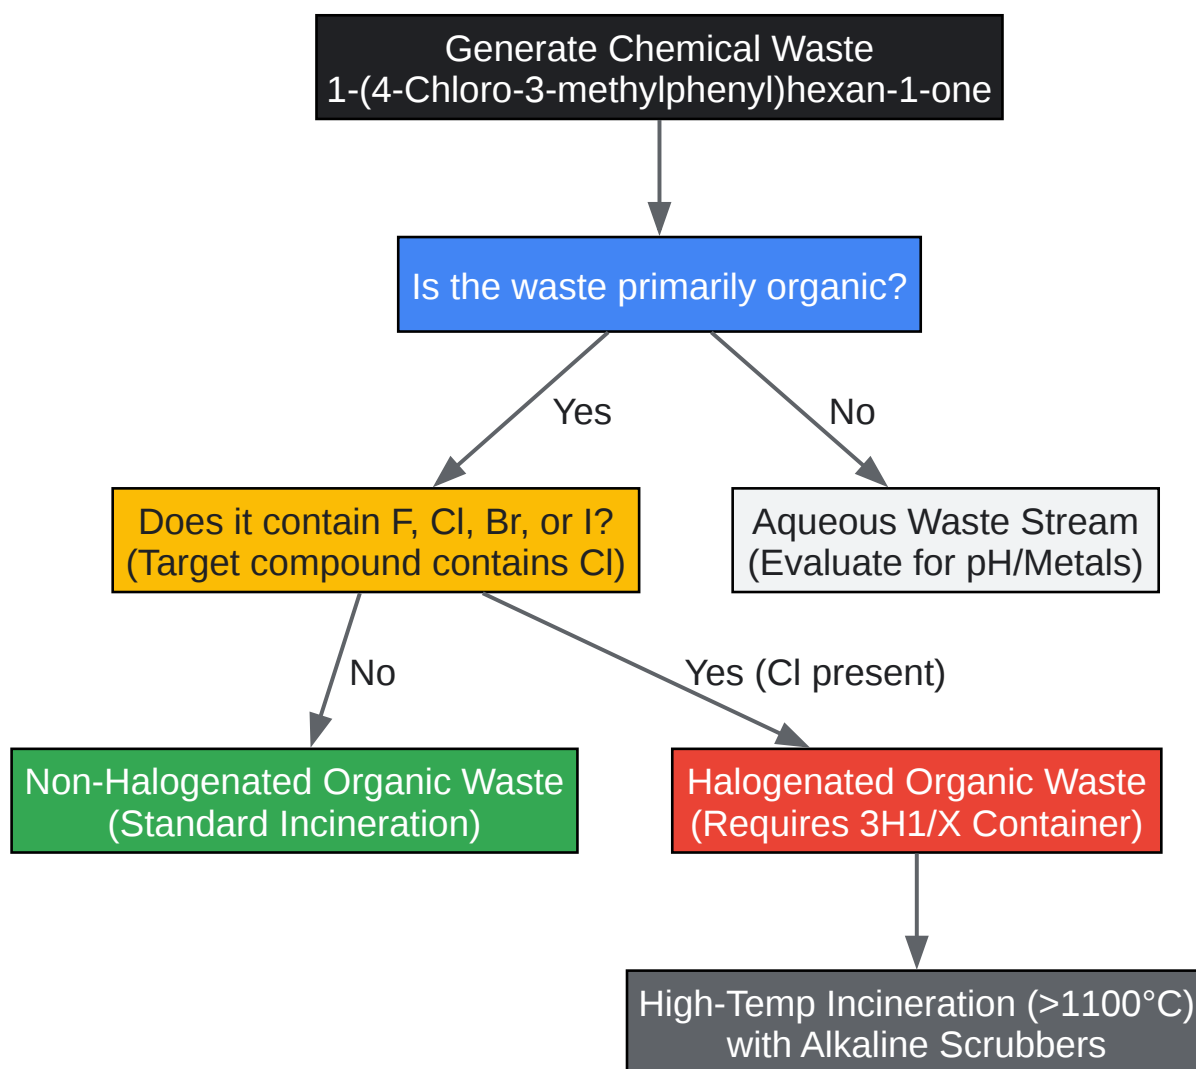 Generate Chemical Waste
1-(4-Chloro-3-methylphenyl)hexan-1-one
Is the waste primarily organic?
Yes
No
Does it contain F, Cl, Br, or I?
(Target compound contains Cl)
Aqueous Waste Stream
(Evaluate for pH/Metals)
No
Yes (Cl present)
Non-Halogenated Organic Waste
(Standard Incineration)
Halogenated Organic Waste
(Requires 3H1/X Container)
High-Temp Incineration (>1100°C)
with Alkaline Scrubbers